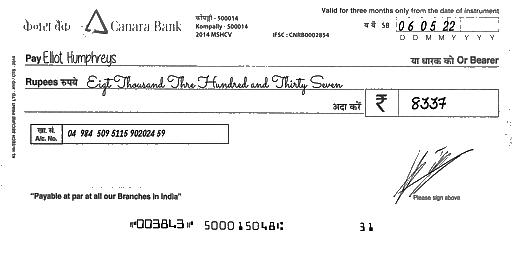 केनरा बैंक Canara Bank
कोंपल्ली - 500014
Kompally - 500014
2014 MSHCV
IFSC : CNRB0002854
Valid for three months only from the date of instrument
06 05 22
D D M M Y Y Y Y
Pay Elliot Humphreys या धारक को Or Bearer
Rupees रुपये Eigt Thousand Thre Hundred and Thirty Seven
अदा करें ₹ 8337
खा. सं.
A/c. No. 04 984 509 5115 902024 59
Please sign above
"Payable at par at all our Branches in India"
⑈003843⑈ 500015048⑆ 31